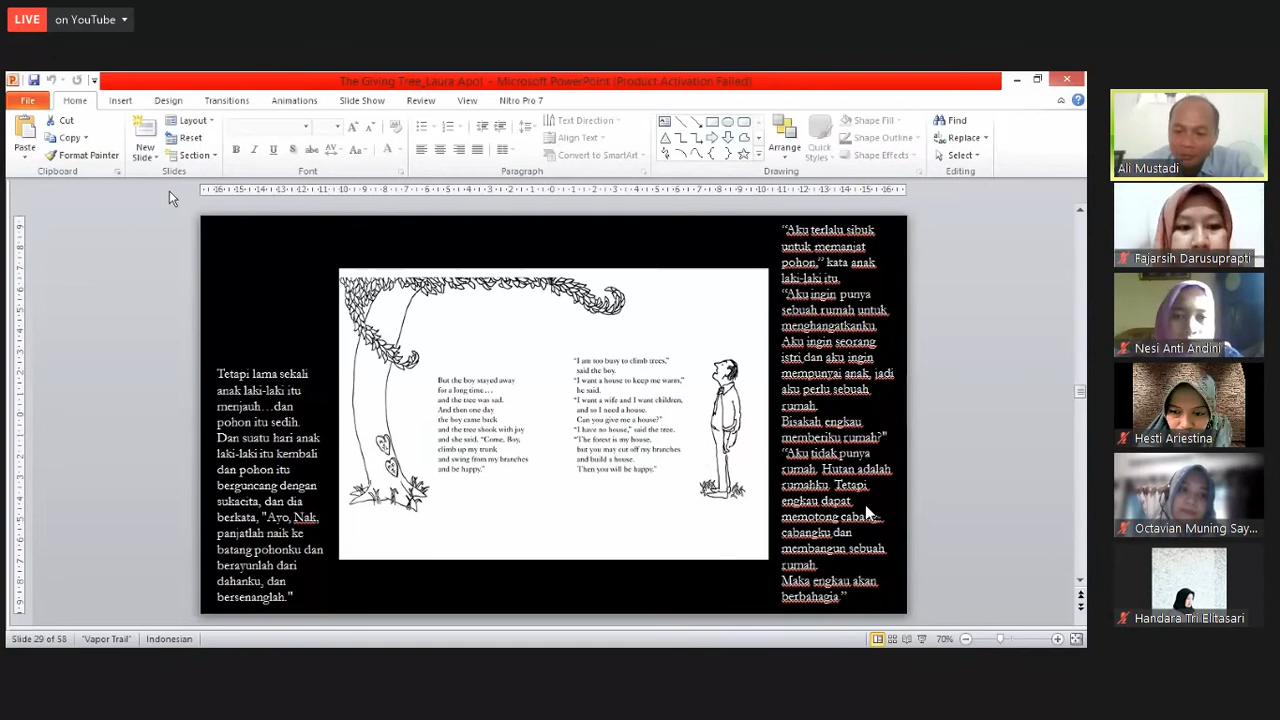 LIVE on YouTube
The Giving Tree_Laura Apol - Microsoft PowerPoint (Product Activation Failed)
File Home Insert Design Transitions Animations Slide Show Review View Nitro Pro 7
Paste
Cut
Copy
Format Painter
Clipboard
New Slide
Layout
Reset
Section
Slides
Font
Text Direction
Align Text
Convert to SmartArt
Paragraph
Arrange
Quick Styles
Shape Fill
Shape Outline
Shape Effects
Drawing
Find
Replace
Select
Editing
Tetapi lama sekali
anak laki-laki itu
menjauh…dan
pohon itu sedih.
Dan suatu hari anak
laki-laki itu kembali
dan pohon itu
berguncang dengan
sukacita, dan dia
berkata, "Ayo, Nak,
panjatlah naik ke
batang pohonku dan
berayunlah dari
dahanku, dan
bersenanglah."
But the boy stayed away
for a long time…
and the tree was sad.
And then one day
the boy came back
and the tree shook with joy
and she said, "Come, Boy,
climb up my trunk
and swing from my branches
and be happy."
"I am too busy to climb trees,"
said the boy.
"I want a house to keep me warm,"
he said.
"I want a wife and I want children,
and so I need a house.
Can you give me a house?"
"I have no house," said the tree.
"The forest is my house,
but you may cut off my branches
and build a house.
Then you will be happy."
“Aku terlalu sibuk
untuk memanjat
pohon,” kata anak
laki-laki itu.
“Aku ingin punya
sebuah rumah untuk
menghangatkanku.
Aku ingin seorang
istri dan aku ingin
mempunyai anak, jadi
aku perlu sebuah
rumah.
Bisakah engkau
memberiku rumah?”
“Aku tidak punya
rumah. Hutan adalah
rumahku. Tetapi
engkau dapat
memotong cabang-
cabangku dan
membangun sebuah
rumah.
Maka engkau akan
berbahagia.”
Slide 29 of 58 "Vapor Trail" Indonesian 70%
Ali Mustadi
Fajarsih Darusuprapti
Nesi Anti Andini
Hesti Ariestina
Octavian Muning Say...
Handara Tri Elitasari